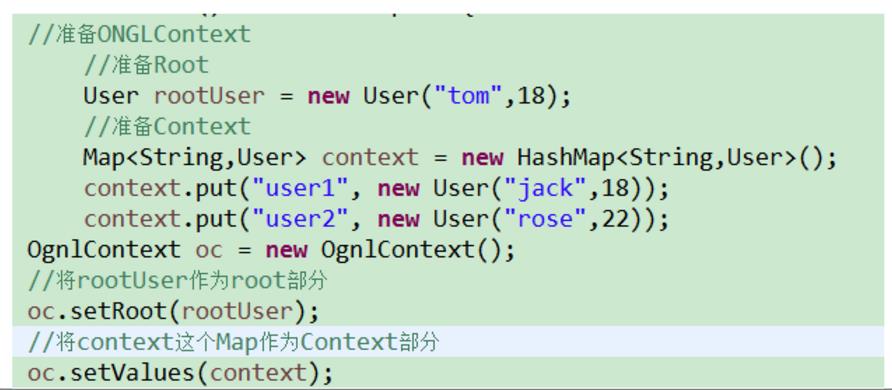 //准备ONGLContext
//准备Root
User rootUser = new User("tom",18);
//准备Context
Map<String,User> context = new HashMap<String,User>();
context.put("user1", new User("jack",18));
context.put("user2", new User("rose",22));
OgnlContext oc = new OgnlContext();
//将rootUser作为root部分
oc.setRoot(rootUser);
//将context这个Map作为Context部分
oc.setValues(context);